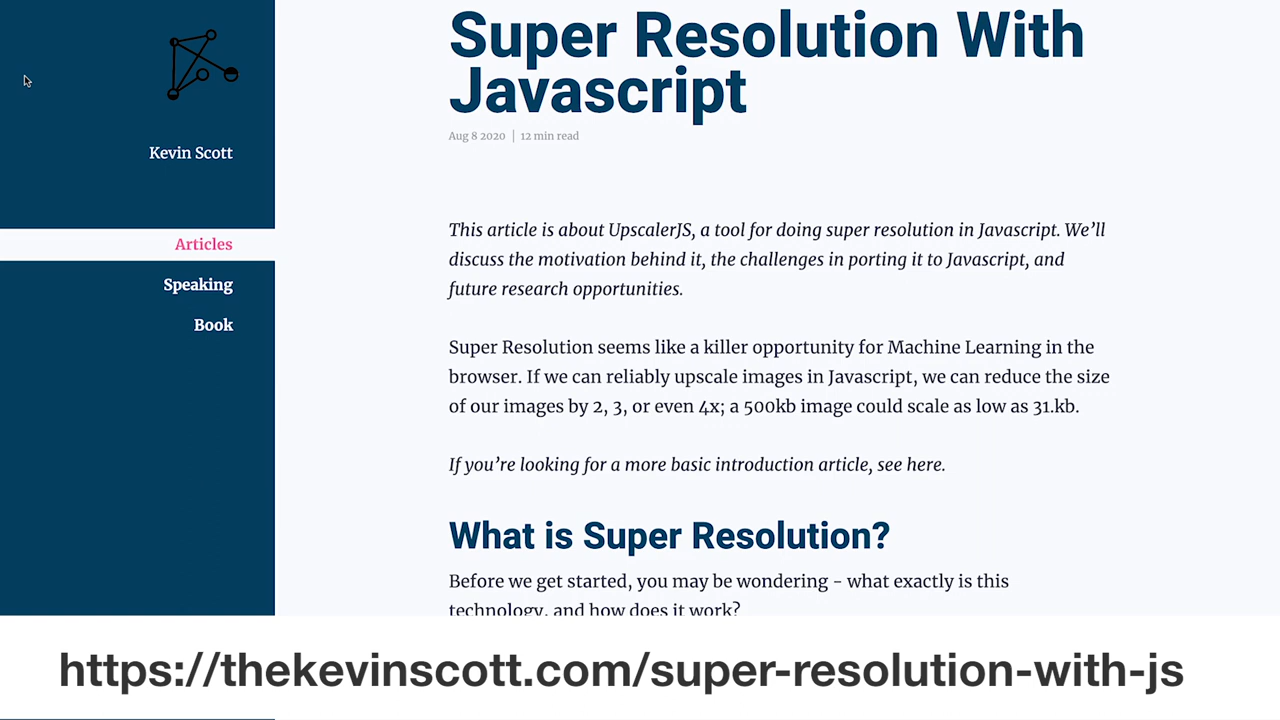 Kevin Scott
Articles
Speaking
Book
Super Resolution With
Javascript
Aug 8 2020 | 12 min read
This article is about UpscalerJS, a tool for doing super resolution in Javascript. We’ll
discuss the motivation behind it, the challenges in porting it to Javascript, and
future research opportunities.
Super Resolution seems like a killer opportunity for Machine Learning in the
browser. If we can reliably upscale images in Javascript, we can reduce the size
of our images by 2, 3, or even 4x; a 500kb image could scale as low as 31.kb.
If you’re looking for a more basic introduction article, see here.
What is Super Resolution?
Before we get started, you may be wondering - what exactly is this
technology, and how does it work?
https://thekevinscott.com/super-resolution-with-js